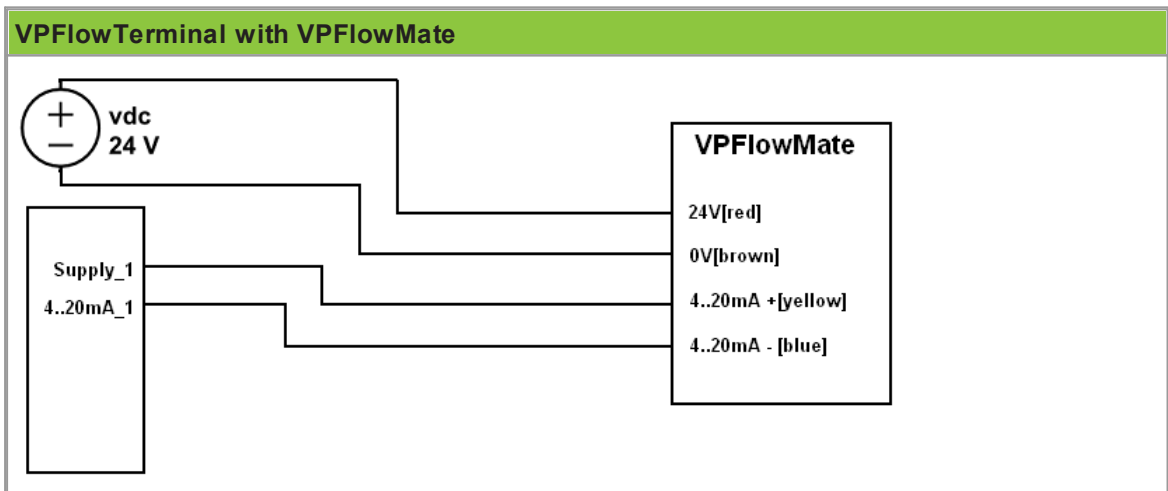 VPFlowTerminal with VPFlowMate
+
vdc
24 V
—
VPFlowMate
24V[red]
0V[brown]
4..20mA +[yellow]
4..20mA - [blue]
Supply_1
4..20mA_1